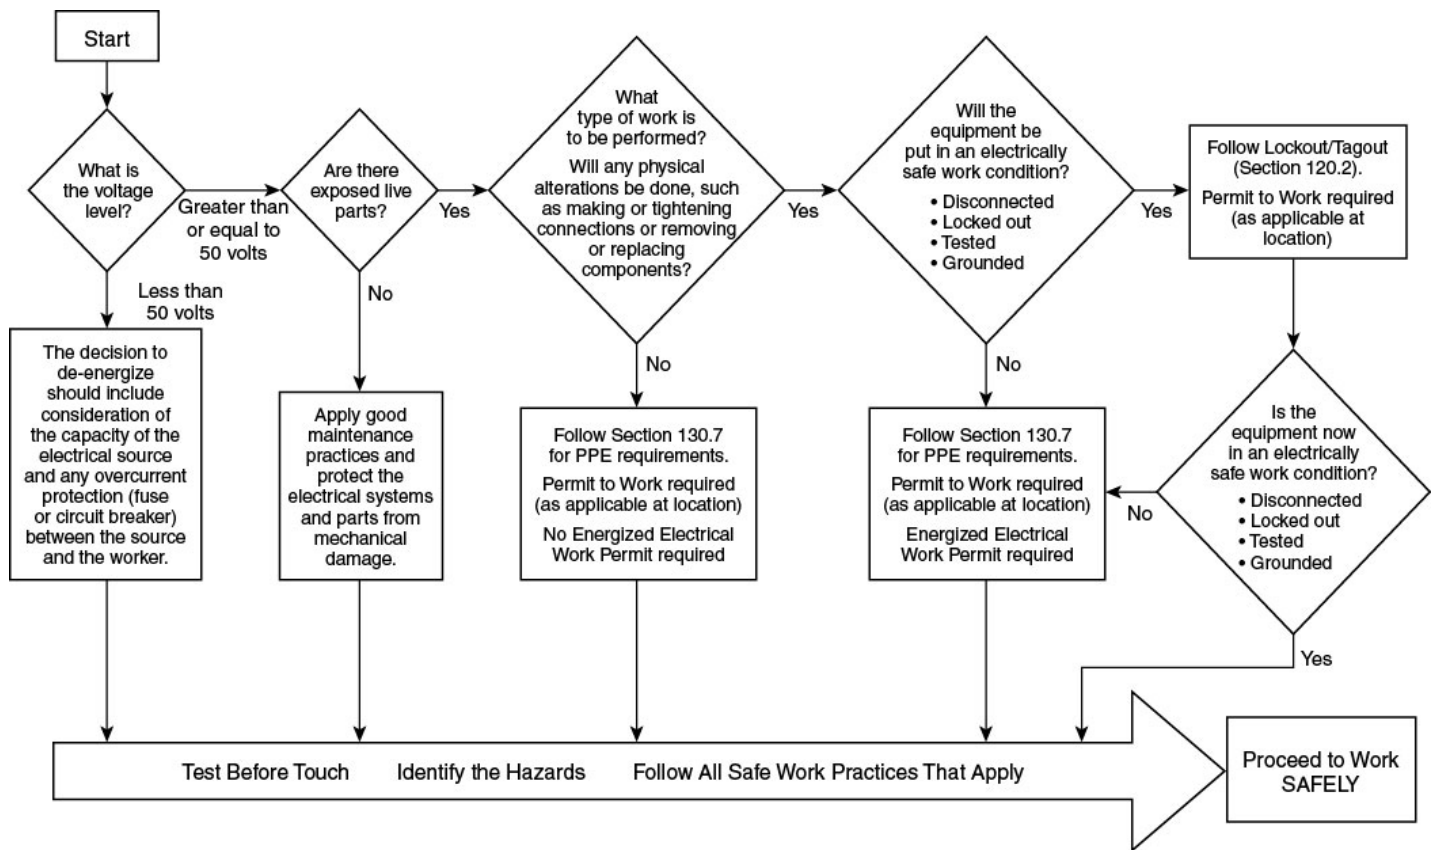 Start
What is
the voltage
level?
Greater than
or equal to
50 volts
Less than
50 volts
The decision to
de-energize
should include
consideration of
the capacity of the
electrical source
and any overcurrent
protection (fuse
or circuit breaker)
between the source
and the worker.
Are there
exposed live
parts?
Yes
No
Apply good
maintenance
practices and
protect the
electrical systems
and parts from
mechanical
damage.
What
type of work is
to be performed?
Will any physical
alterations be done, such
as making or tightening
connections or removing
or replacing
components?
Yes
No
Follow Section 130.7
for PPE requirements.
Permit to Work required
(as applicable at location)
No Energized Electrical
Work Permit required
Will the
equipment be
put in an electrically
safe work condition?
• Disconnected
• Locked out
• Tested
• Grounded
Yes
No
Follow Section 130.7
for PPE requirements.
Permit to Work required
(as applicable at location)
Energized Electrical
Work Permit required
Follow Lockout/Tagout
(Section 120.2).
Permit to Work required
(as applicable at
location)
Is the
equipment now
in an electrically
safe work condition?
• Disconnected
• Locked out
• Tested
• Grounded
No
Yes
Test Before Touch Identify the Hazards Follow All Safe Work Practices That Apply
Proceed to Work
SAFELY